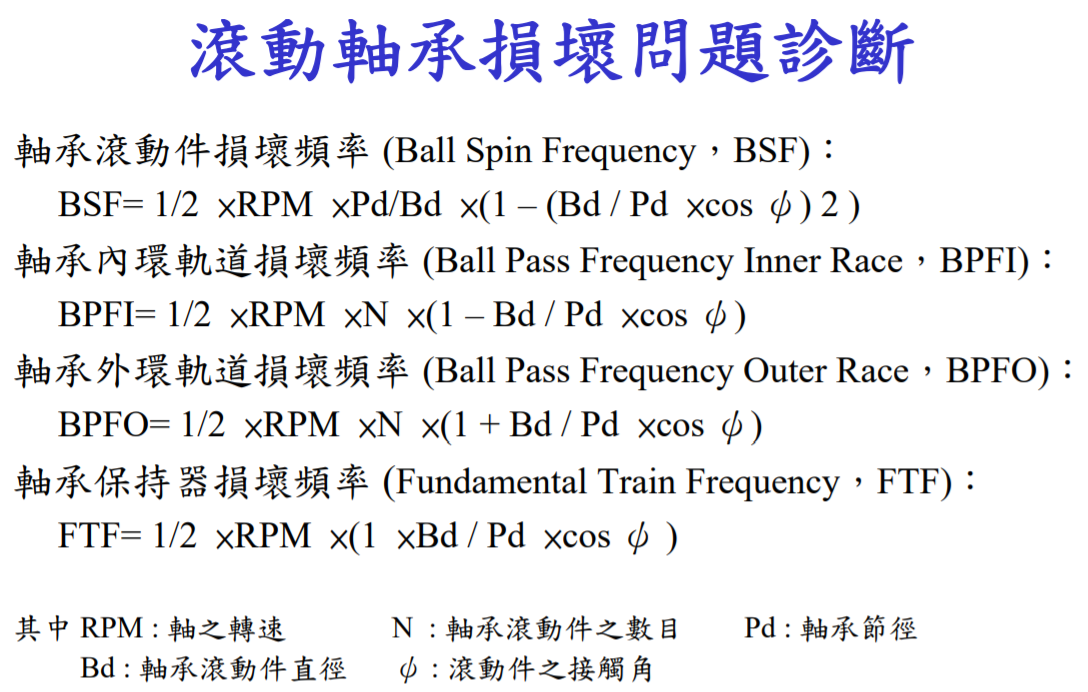 滾動軸承損壞問題診斷
軸承滾動件損壞頻率 (Ball Spin Frequency，BSF)：
BSF= 1/2 ×RPM ×Pd/Bd ×(1 – (Bd / Pd ×cos ψ ) 2 )
軸承內環軌道損壞頻率 (Ball Pass Frequency Inner Race，BPFI)：
BPFI= 1/2 ×RPM ×N ×(1 – Bd / Pd ×cos ψ )
軸承外環軌道損壞頻率 (Ball Pass Frequency Outer Race，BPFO)：
BPFO= 1/2 ×RPM ×N ×(1 + Bd / Pd ×cos ψ )
軸承保持器損壞頻率 (Fundamental Train Frequency，FTF)：
FTF= 1/2 ×RPM ×(1 ×Bd / Pd ×cos ψ )
其中 RPM : 軸之轉速 N : 軸承滾動件之數目 Pd : 軸承節徑
Bd : 軸承滾動件直徑 ψ : 滾動件之接觸角